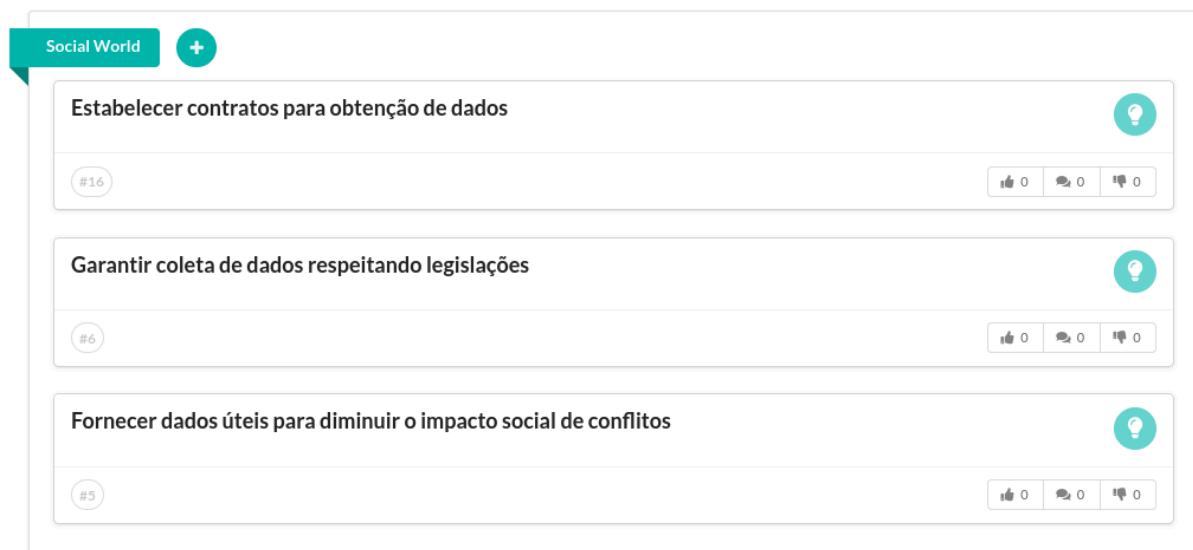 Social World
Estabelecer contratos para obtenção de dados
#16
0 0 0
Garantir coleta de dados respeitando legislações
#6
0 0 0
Fornecer dados úteis para diminuir o impacto social de conflitos
#5
0 0 0